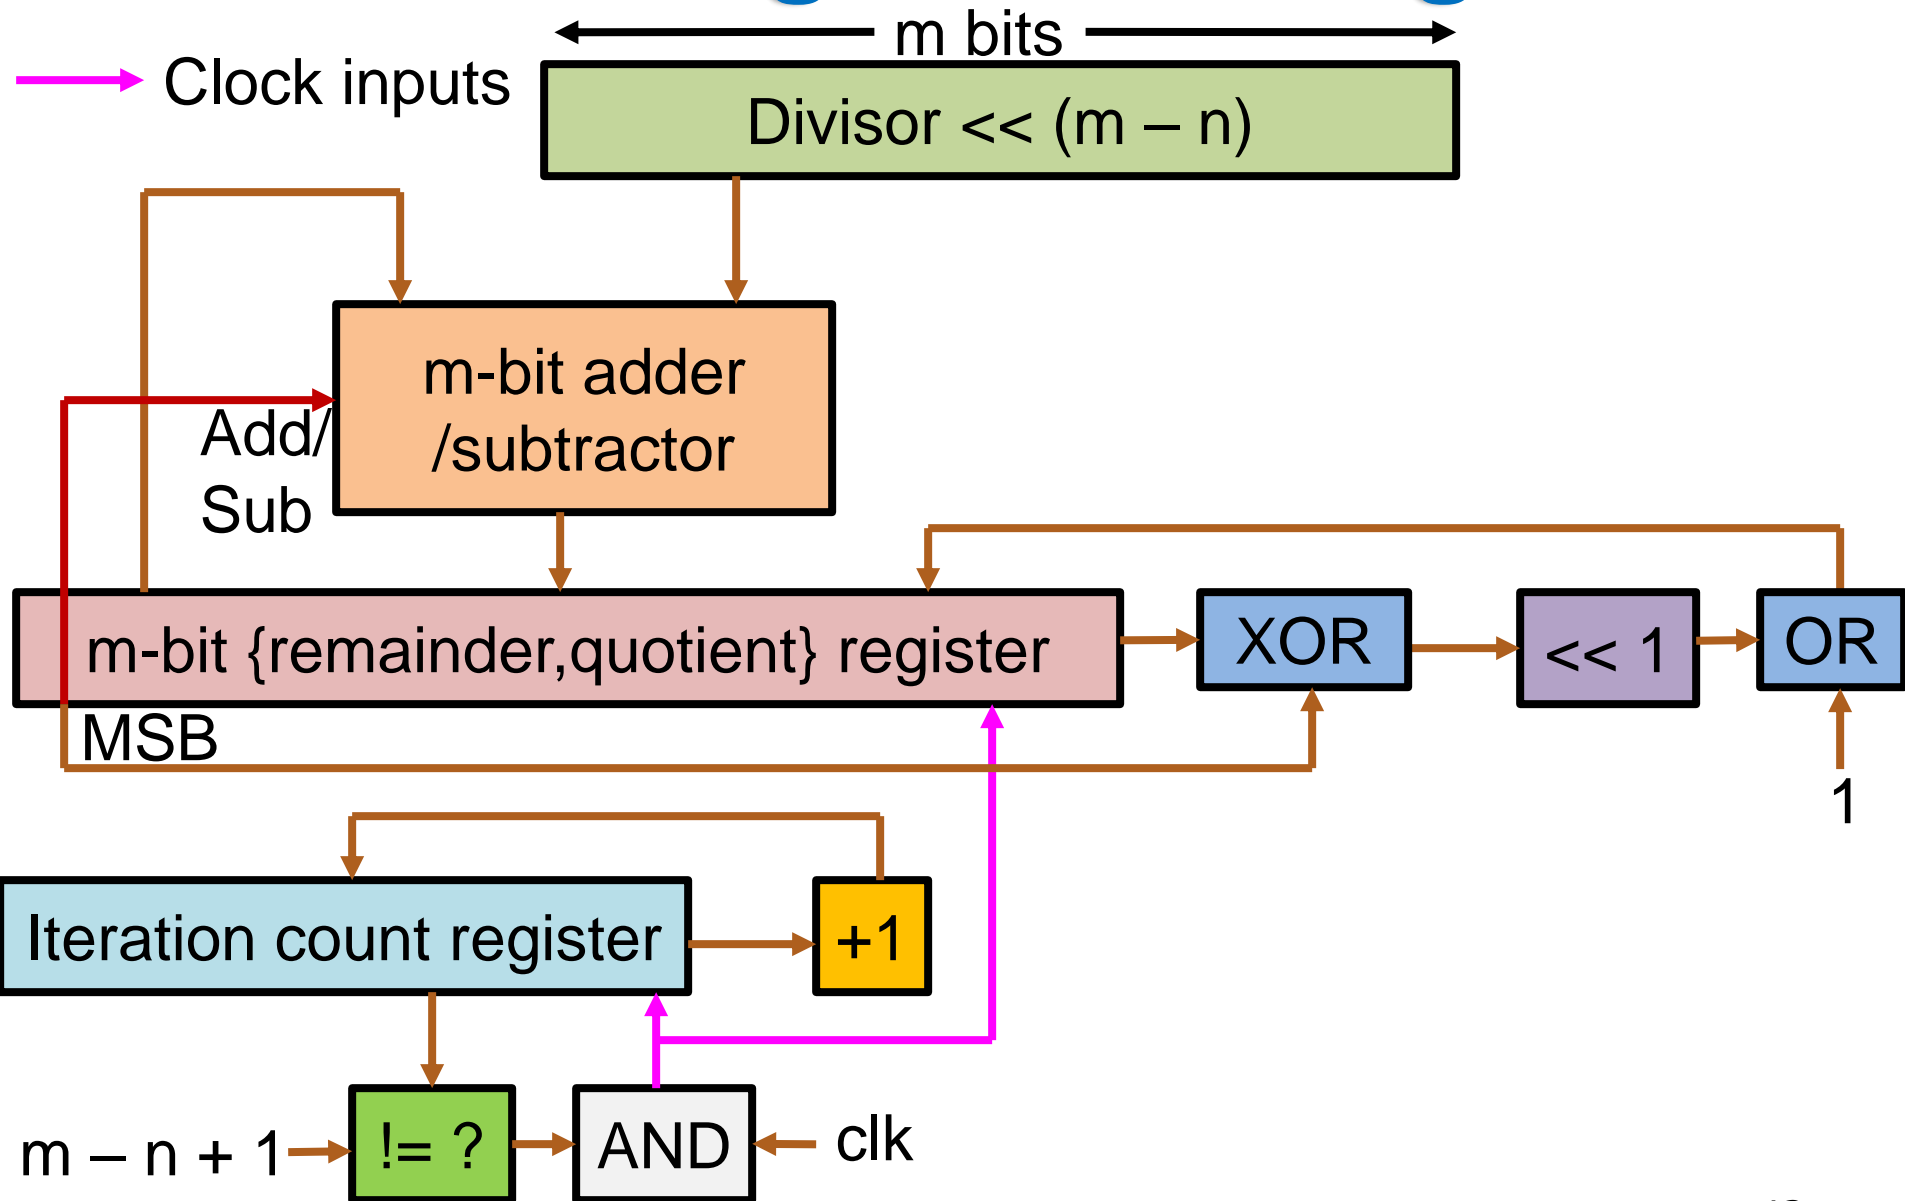 m bits
Clock inputs
Divisor << (m – n)
m-bit adder
/subtractor
Add/
Sub
m-bit {remainder,quotient} register
XOR
<< 1
OR
MSB
1
Iteration count register
+1
m – n + 1
!= ?
AND
clk